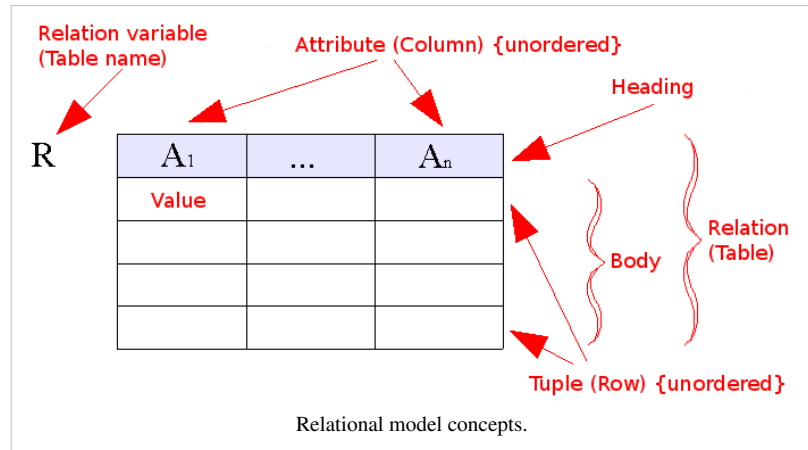 Relation variable
(Table name)
Attribute (Column) {unordered}
Heading
R
A1
...
An
Value
Relation
(Table)
Body
Tuple (Row) {unordered}
Relational model concepts.